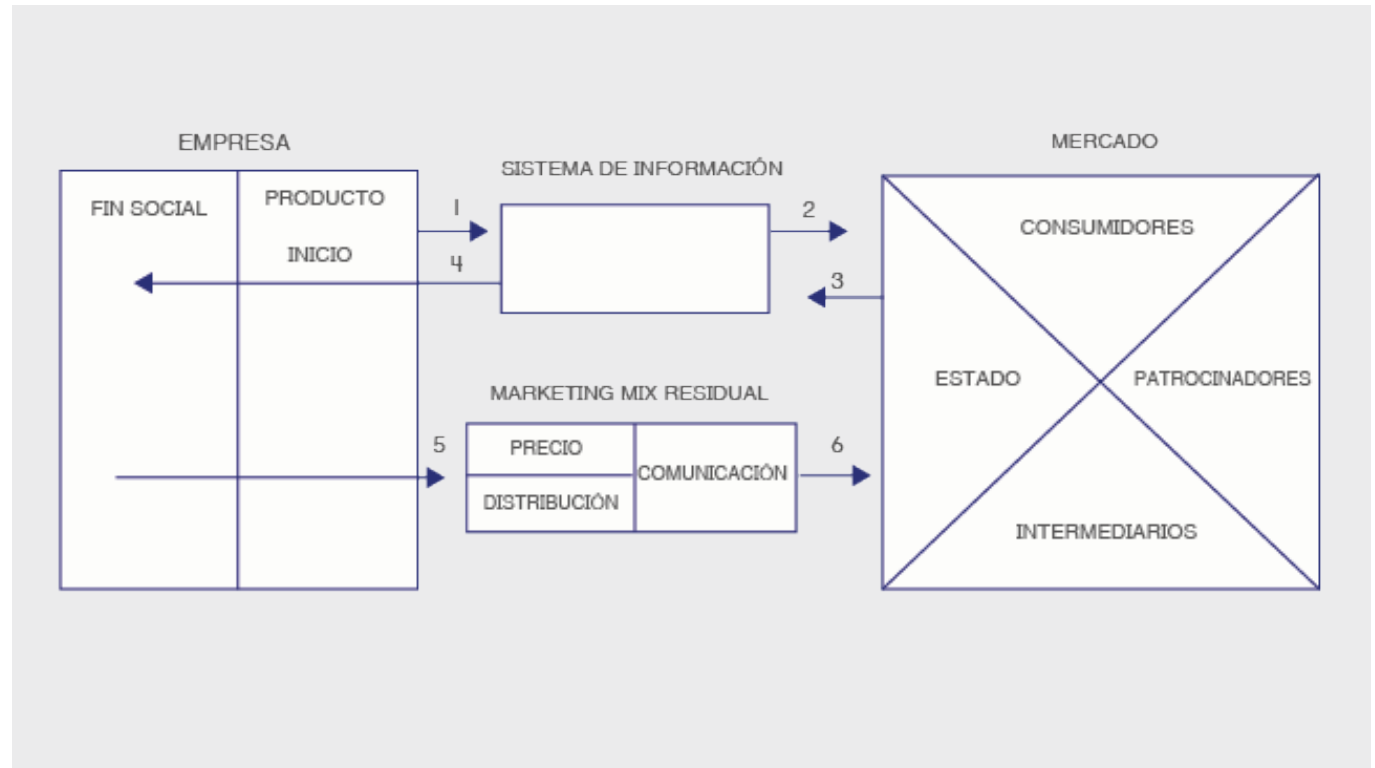 EMPRESA
MERCADO
SISTEMA DE INFORMACIÓN
FIN SOCIAL
PRODUCTO
INICIO
1
2
4
3
CONSUMIDORES
ESTADO
PATROCINADORES
INTERMEDIARIOS
MARKETING MIX RESIDUAL
5
PRECIO
DISTRIBUCIÓN
COMUNICACIÓN
6